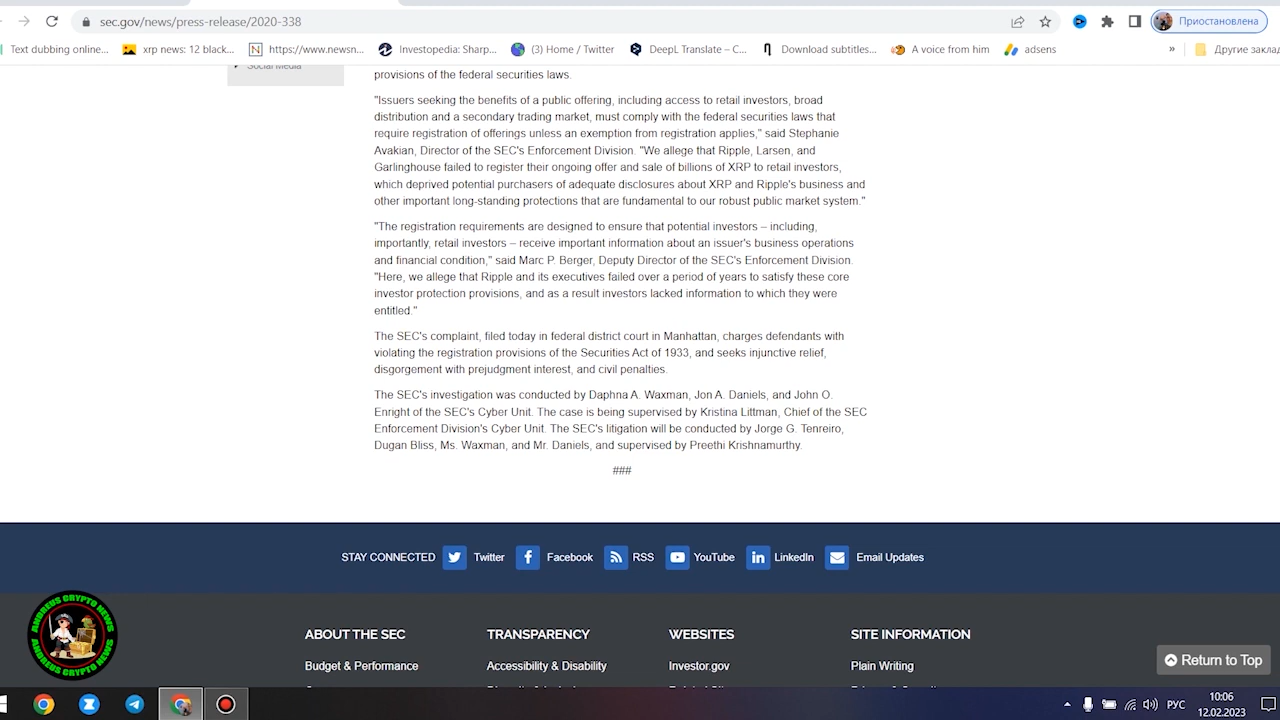 sec.gov/news/press-release/2020-338
Приостановлена
Text dubbing online...
xrp news: 12 black...
https://www.newsn...
Investopedia: Sharp...
(3) Home / Twitter
DeepL Translate – C...
Download subtitles...
A voice from him
adsens
»
Другие заклад
Social Media
provisions of the federal securities laws.
"Issuers seeking the benefits of a public offering, including access to retail investors, broad
distribution and a secondary trading market, must comply with the federal securities laws that
require registration of offerings unless an exemption from registration applies," said Stephanie
Avakian, Director of the SEC's Enforcement Division. "We allege that Ripple, Larsen, and
Garlinghouse failed to register their ongoing offer and sale of billions of XRP to retail investors,
which deprived potential purchasers of adequate disclosures about XRP and Ripple's business and
other important long-standing protections that are fundamental to our robust public market system."
"The registration requirements are designed to ensure that potential investors – including,
importantly, retail investors – receive important information about an issuer's business operations
and financial condition," said Marc P. Berger, Deputy Director of the SEC's Enforcement Division.
"Here, we allege that Ripple and its executives failed over a period of years to satisfy these core
investor protection provisions, and as a result investors lacked information to which they were
entitled."
The SEC's complaint, filed today in federal district court in Manhattan, charges defendants with
violating the registration provisions of the Securities Act of 1933, and seeks injunctive relief,
disgorgement with prejudgment interest, and civil penalties.
The SEC's investigation was conducted by Daphna A. Waxman, Jon A. Daniels, and John O.
Enright of the SEC's Cyber Unit. The case is being supervised by Kristina Littman, Chief of the SEC
Enforcement Division's Cyber Unit. The SEC's litigation will be conducted by Jorge G. Tenreiro,
Dugan Bliss, Ms. Waxman, and Mr. Daniels, and supervised by Preethi Krishnamurthy.
###
STAY CONNECTED Twitter Facebook RSS YouTube LinkedIn Email Updates
ANDREUS CRYPTO NEWS
ANDREUS CRYPTO NEWS
ABOUT THE SEC
TRANSPARENCY
WEBSITES
SITE INFORMATION
Budget & Performance
Accessibility & Disability
Investor.gov
Plain Writing
Return to Top
РУС
10:06
12.02.2023